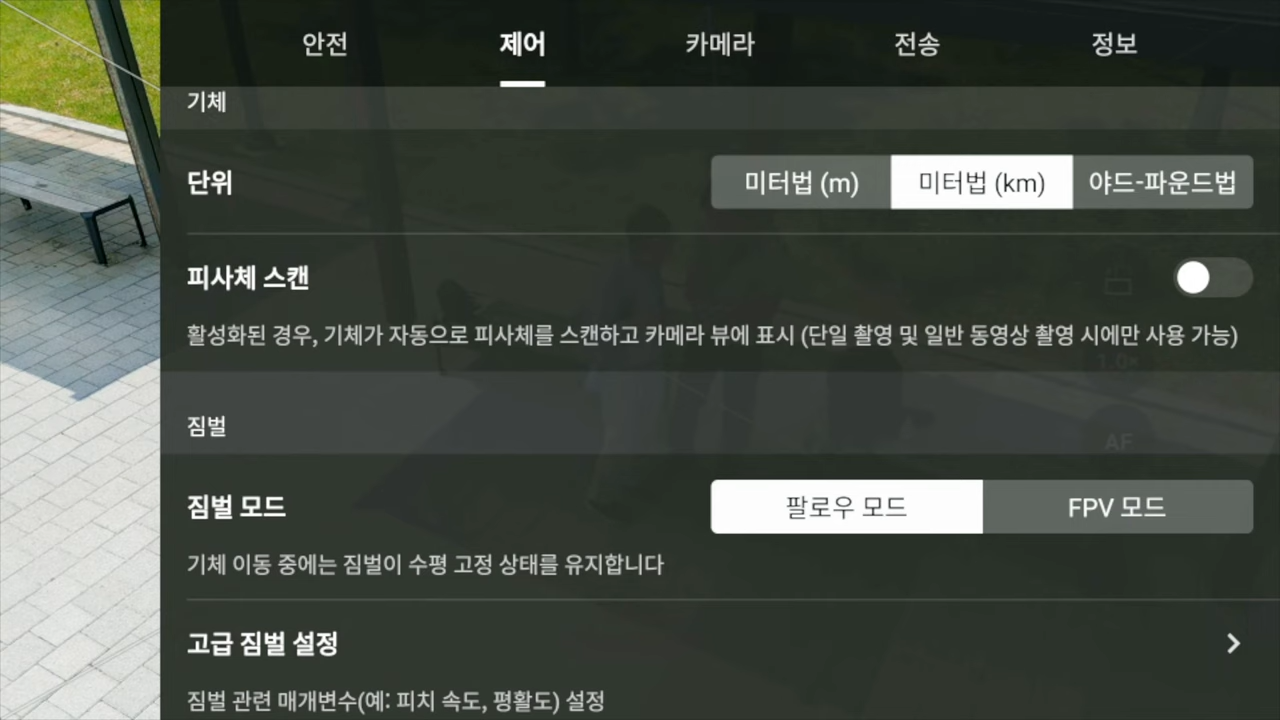 안전
제어
카메라
전송
정보
기체
단위
미터법 (m)
미터법 (km)
야드-파운드법
피사체 스캔
활성화된 경우, 기체가 자동으로 피사체를 스캔하고 카메라 뷰에 표시 (단일 촬영 및 일반 동영상 촬영 시에만 사용 가능)
1.0×
짐벌
AF
짐벌 모드
팔로우 모드
FPV 모드
기체 이동 중에는 짐벌이 수평 고정 상태를 유지합니다
고급 짐벌 설정
짐벌 관련 매개변수(예: 피치 속도, 평활도) 설정